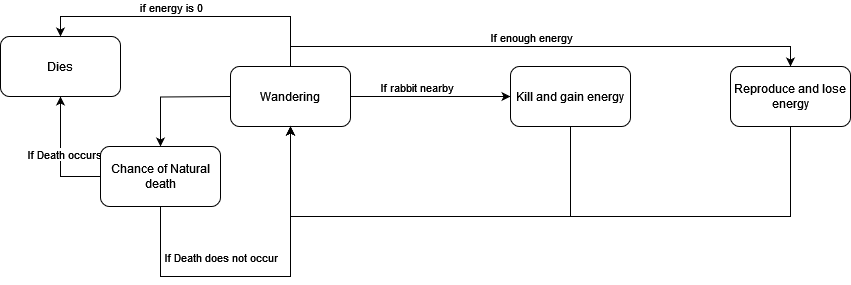 if energy is 0
If enough energy
Dies
Wandering
If rabbit nearby
Kill and gain energy
Reproduce and lose
energy
If Death occurs
Chance of Natural
death
If Death does not occur